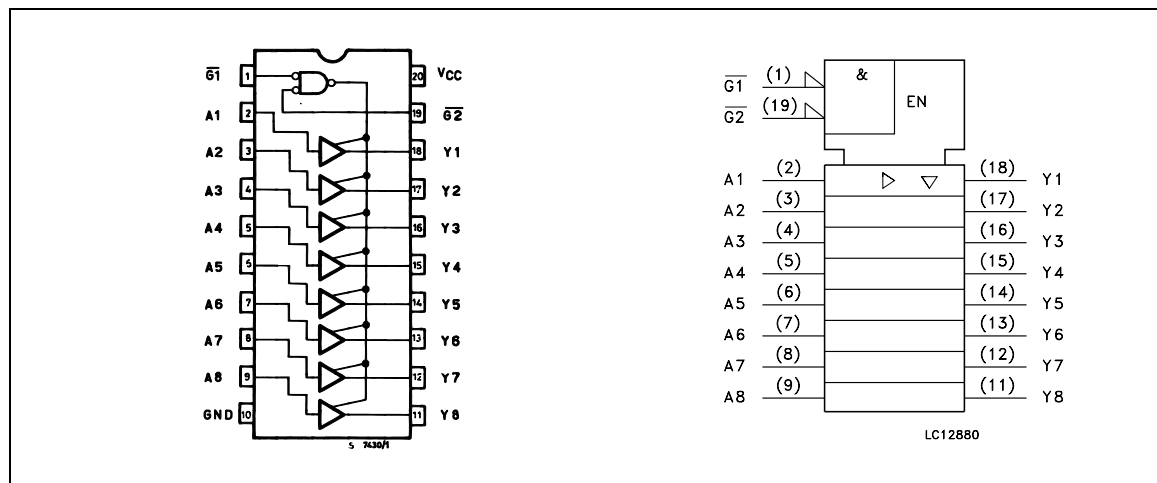 G1 1 20 VCC
A1 2 19 G2
A2 3 18 Y1
A3 4 17 Y2
A4 5 16 Y3
A5 6 15 Y4
A6 7 14 Y5
A7 8 13 Y6
A8 9 12 Y7
GND 10 11 Y8
S 7430/1
&
EN
G1 (1)
G2 (19)
A1 (2) (18) Y1
A2 (3) (17) Y2
A3 (4) (16) Y3
A4 (5) (15) Y4
A5 (6) (14) Y5
A6 (7) (13) Y6
A7 (8) (12) Y7
A8 (9) (11) Y8
LC12880